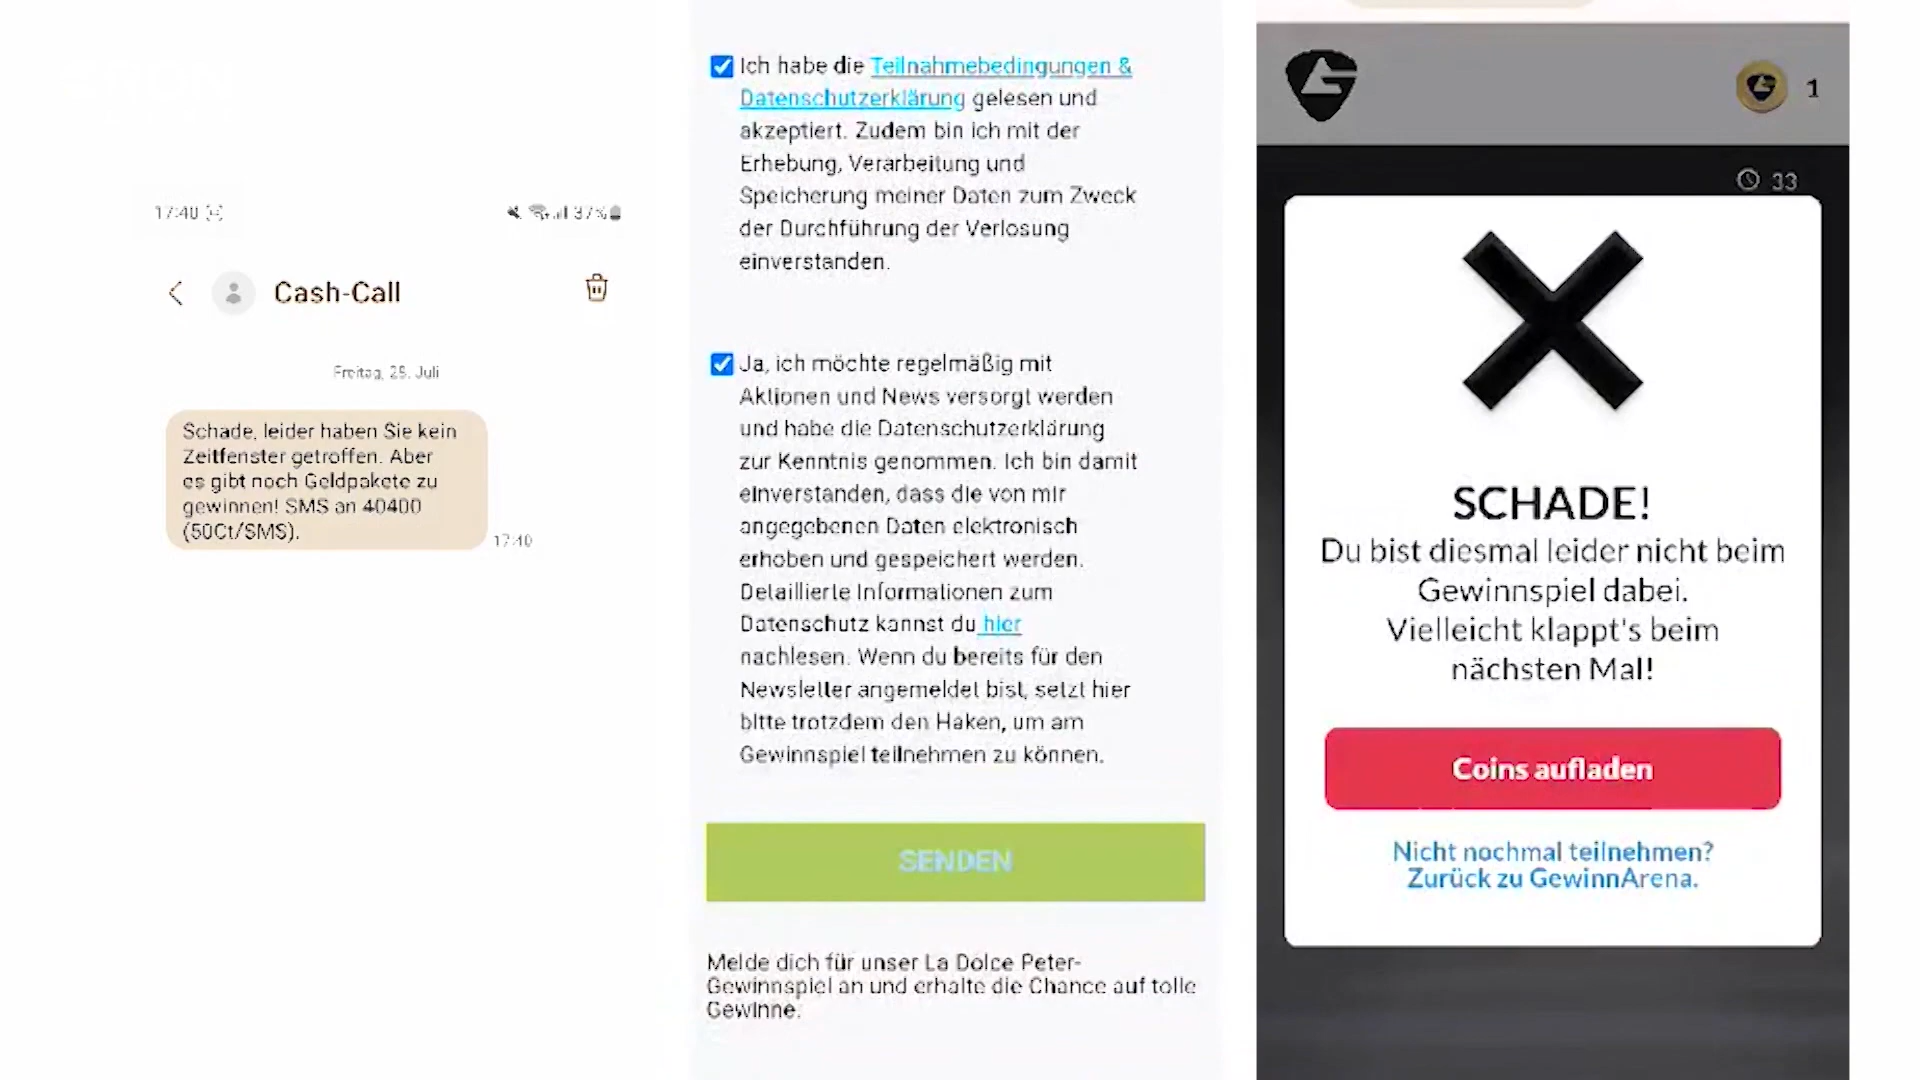 17:40
37%
Cash-Call
Freitag, 28. Juli
Schade, leider haben Sie kein
Zeitfenster getroffen. Aber
es gibt noch Geldpakete zu
gewinnen! SMS an 40400
(50Ct/SMS).
17:40
Ich habe die Teilnahmebedingungen &
Datenschutzerklärung gelesen und
akzeptiert. Zudem bin ich mit der
Erhebung, Verarbeitung und
Speicherung meiner Daten zum Zweck
der Durchführung der Verlosung
einverstanden.
Ja, ich möchte regelmäßig mit
Aktionen und News versorgt werden
und habe die Datenschutzerklärung
zur Kenntnis genommen. Ich bin damit
einverstanden, dass die von mir
angegebenen Daten elektronisch
erhoben und gespeichert werden.
Detaillierte Informationen zum
Datenschutz kannst du hier
nachlesen. Wenn du bereits für den
Newsletter angemeldet bist, setzt hier
bitte trotzdem den Haken, um am
Gewinnspiel teilnehmen zu können.
SENDEN
Melde dich für unser La Dolce Peter-
Gewinnspiel an und erhalte die Chance auf tolle
Gewinne.
1
33
SCHADE!
Du bist diesmal leider nicht beim
Gewinnspiel dabei.
Vielleicht klappt's beim
nächsten Mal!
Coins aufladen
Nicht nochmal teilnehmen?
Zurück zu GewinnArena.